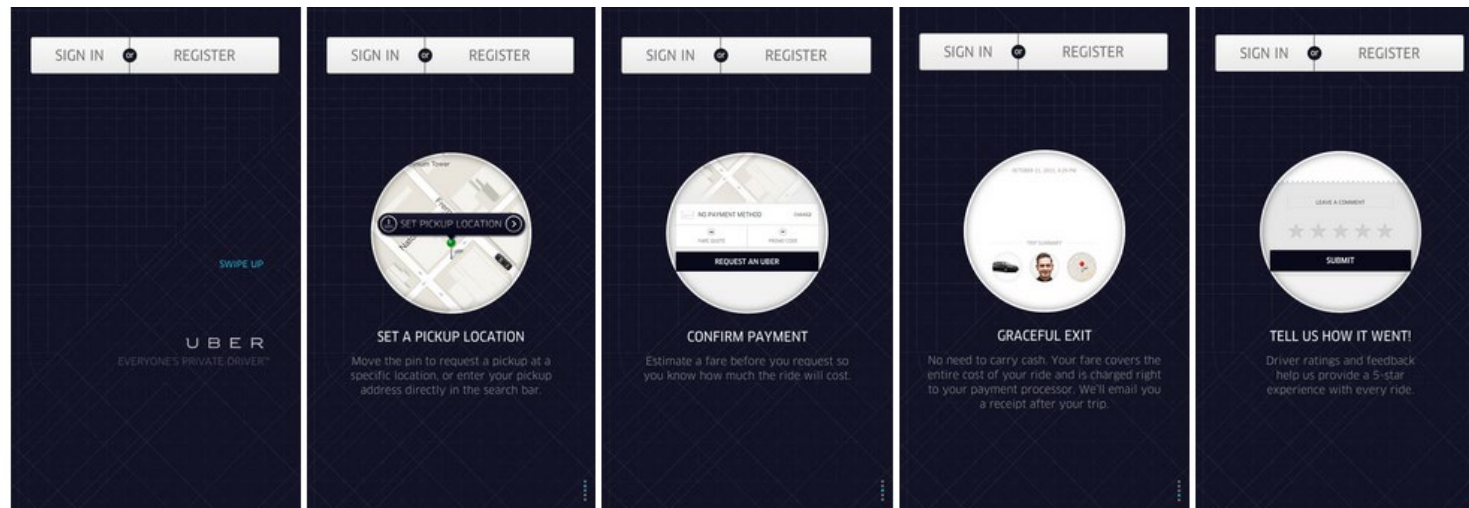 SIGN IN or REGISTER
SWIPE UP
UBER
EVERYONE'S PRIVATE DRIVER™
SIGN IN or REGISTER
SET PICKUP LOCATION
SET A PICKUP LOCATION
Move the pin to request a pickup at a
specific location, or enter your pickup
address directly in the search bar.
SIGN IN or REGISTER
NO PAYMENT METHOD CHANGE
FARE QUOTE PROMO CODE
REQUEST AN UBER
CONFIRM PAYMENT
Estimate a fare before you request so
you know how much the ride will cost.
SIGN IN or REGISTER
TRIP SUMMARY
GRACEFUL EXIT
No need to carry cash. Your fare covers the
entire cost of your ride and is charged right
to your payment processor. We'll email you
a receipt after your trip.
SIGN IN or REGISTER
LEAVE A COMMENT
SUBMIT
TELL US HOW IT WENT!
Driver ratings and feedback
help us provide a 5-star
experience with every ride.